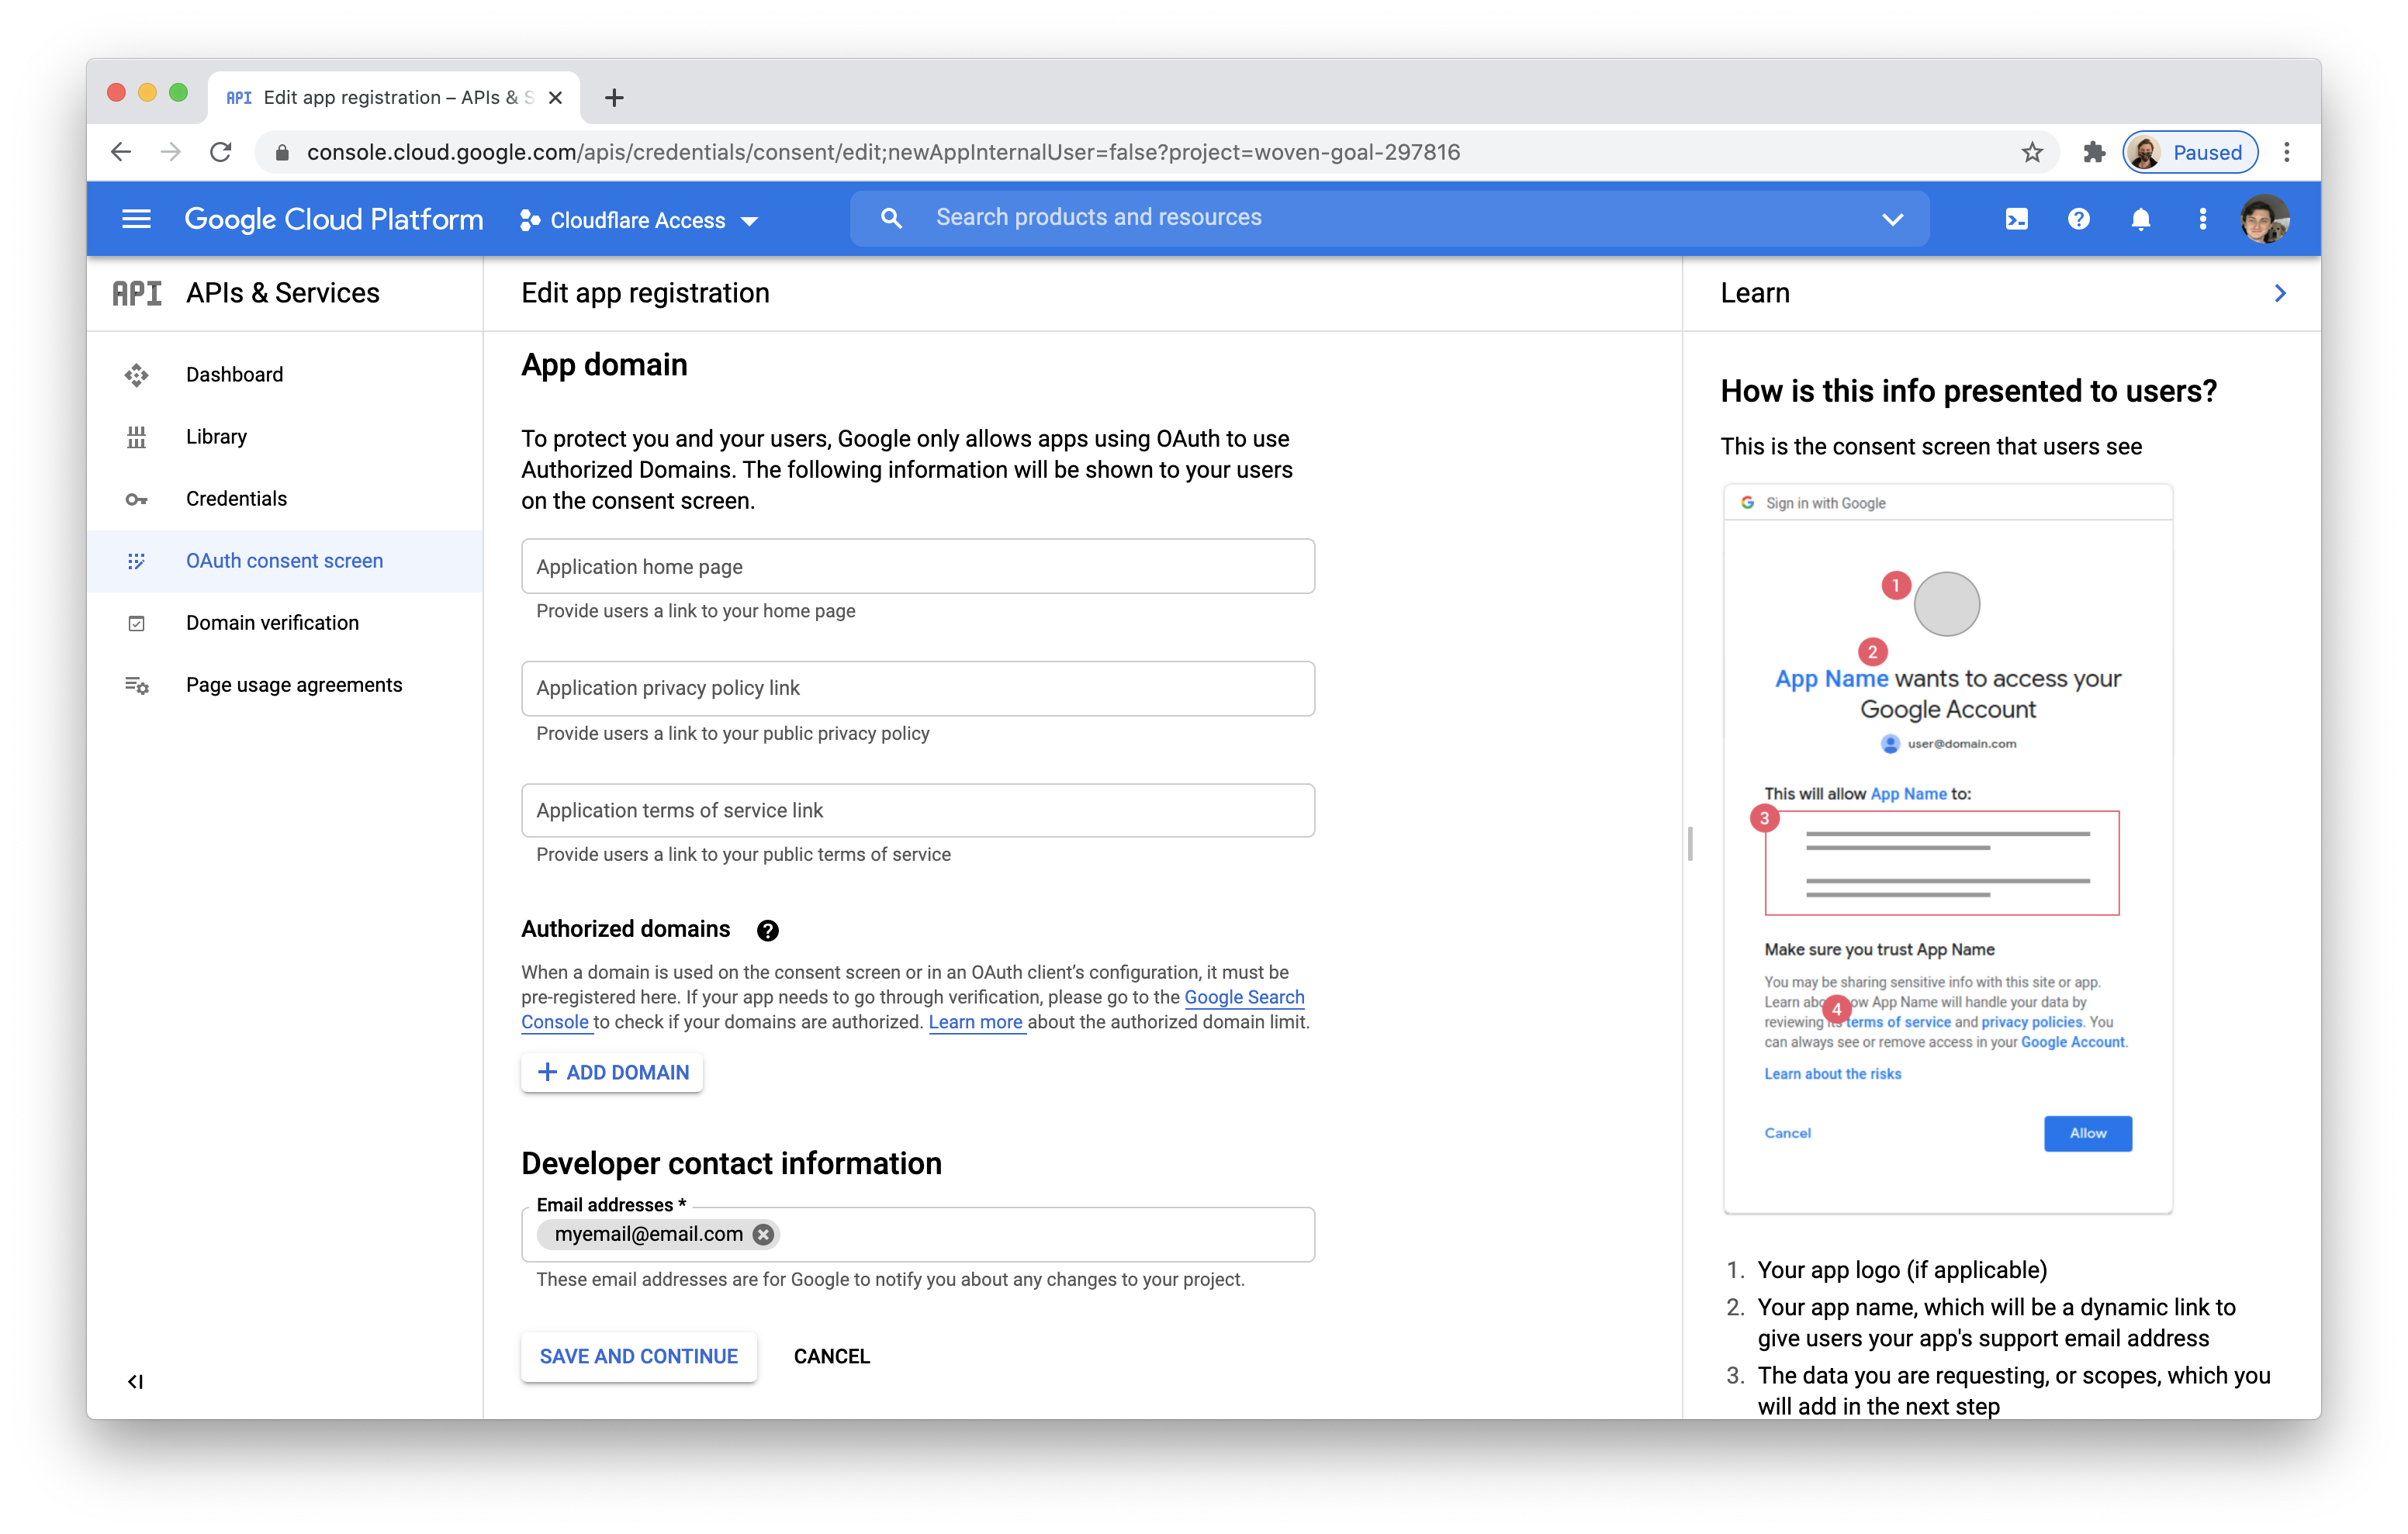 API Edit app registration – APIs & S
console.cloud.google.com/apis/credentials/consent/edit;newAppInternalUser=false?project=woven-goal-297816
Paused
Google Cloud Platform
Cloudflare Access
Search products and resources
API APIs & Services
Dashboard
Library
Credentials
OAuth consent screen
Domain verification
Page usage agreements
Edit app registration
App domain
To protect you and your users, Google only allows apps using OAuth to use
Authorized Domains. The following information will be shown to your users
on the consent screen.
Application home page
Provide users a link to your home page
Application privacy policy link
Provide users a link to your public privacy policy
Application terms of service link
Provide users a link to your public terms of service
Authorized domains
When a domain is used on the consent screen or in an OAuth client's configuration, it must be
pre-registered here. If your app needs to go through verification, please go to the Google Search
Console to check if your domains are authorized. Learn more about the authorized domain limit.
ADD DOMAIN
Developer contact information
Email addresses *
myemail@email.com
These email addresses are for Google to notify you about any changes to your project.
SAVE AND CONTINUE CANCEL
Learn
How is this info presented to users?
This is the consent screen that users see
Sign in with Google
1
2
App Name wants to access your
Google Account
user@domain.com
This will allow App Name to:
3
Make sure you trust App Name
You may be sharing sensitive info with this site or app.
Learn ow App Name will handle your data by
4
reviewing its terms of service and privacy policies. You
can always see or remove access in your Google Account.
Learn about the risks
Cancel
Allow
1. Your app logo (if applicable)
2. Your app name, which will be a dynamic link to
give users your app's support email address
3. The data you are requesting, or scopes, which you
will add in the next step